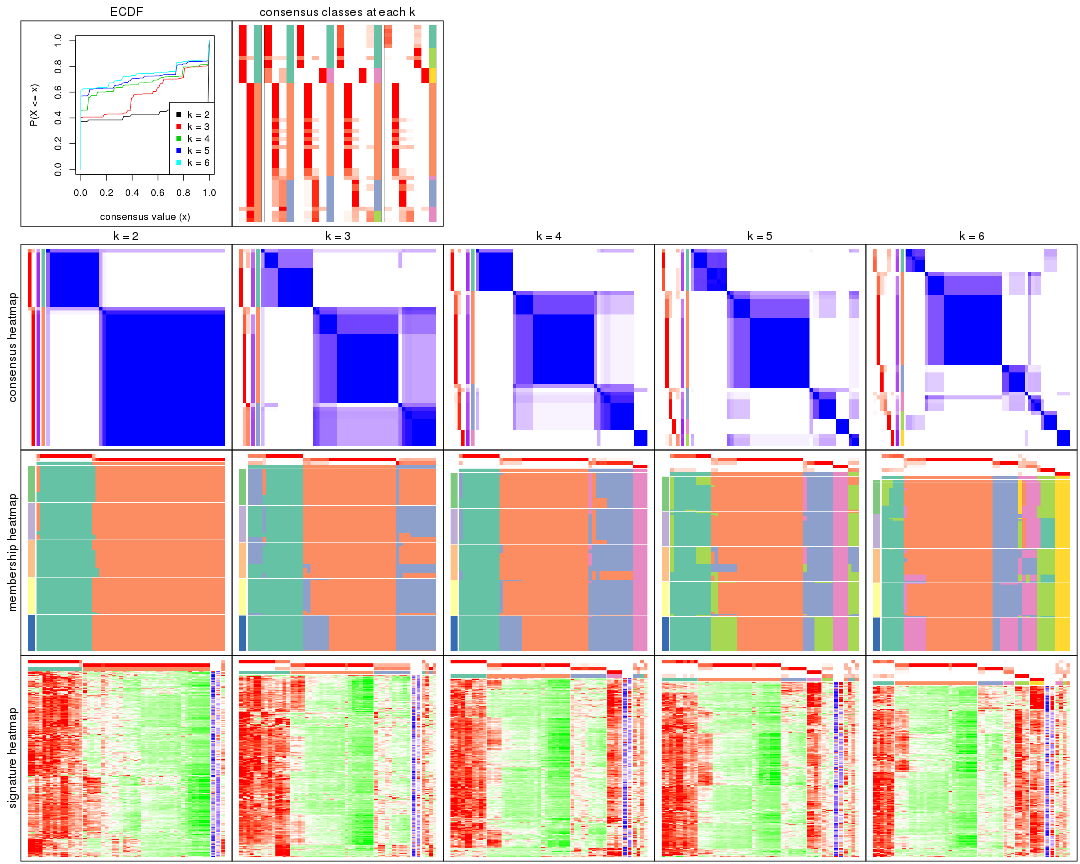 ECDF
consensus classes at each k
P(X <= x)
0.0
0.2
0.4
0.6
0.8
1.0
k = 2
k = 3
k = 4
k = 5
k = 6
0.0 0.2 0.4 0.6 0.8 1.0
consensus value (x)
k = 2
k = 3
k = 4
k = 5
k = 6
consensus heatmap
membership heatmap
signature heatmap